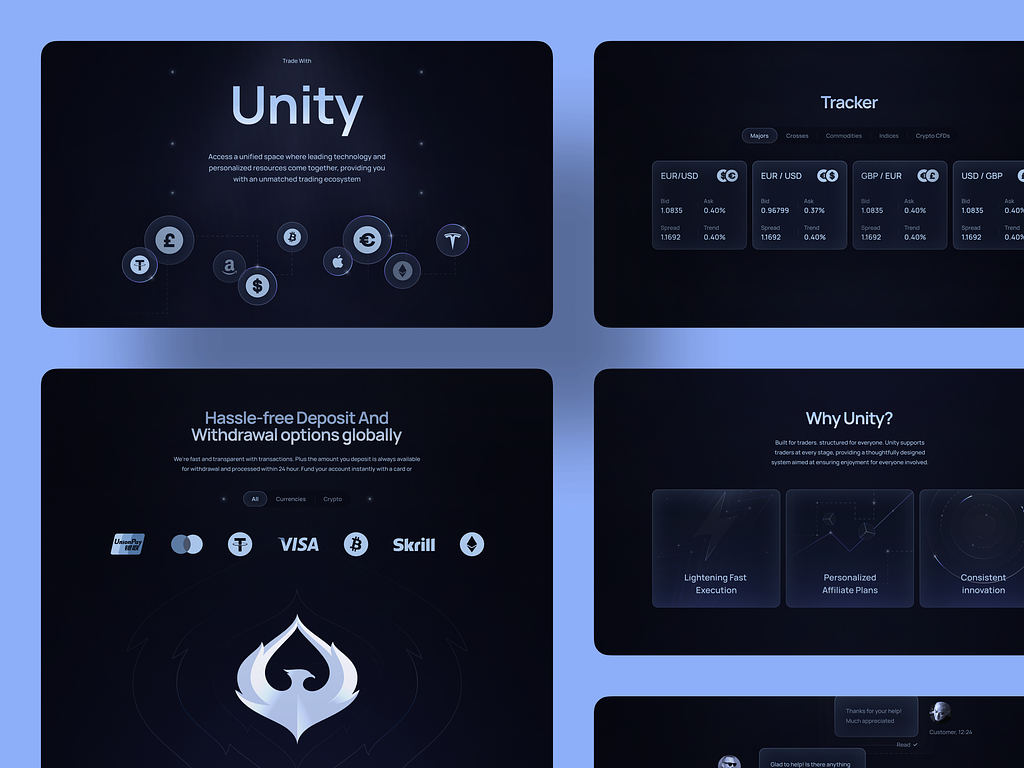 Trade With
Unity
Access a unified space where leading technology and
personalized resources come together, providing you
with an unmatched trading ecosystem
a
Tracker
Majors
Crosses
Commodities
Indices
Crypto CFDs
EUR/USD
Bid
Ask
1.0835
0.40%
Spread
Trend
1.1692
0.40%
EUR / USD
Bid
Ask
0.96799
0.37%
Spread
Trend
1.1692
0.40%
GBP / EUR
Bid
Ask
1.0835
0.40%
Spread
Trend
1.1692
0.40%
USD / GBP
Bid
Ask
1.0835
0.40%
Spread
Trend
1.1692
0.40%
Hassle-free Deposit And
Withdrawal options globally
We're fast and transparent with transactions. Plus the amount you deposit is always available
for withdrawal and processed within 24 hour. Fund your account instantly with a card or
All
Currencies
Crypto
UnionPay
VISA
Skrill
Why Unity?
Built for traders. structured for everyone. Unity supports
traders at every stage, providing a thoughtfully designed
system aimed at ensuring enjoyment for everyone involved.
Lightening Fast
Execution
Personalized
Affiliate Plans
Consistent
innovation
Thanks for your help!
Much appreciated
Customer, 12:24
Read
Glad to help! Is there anything